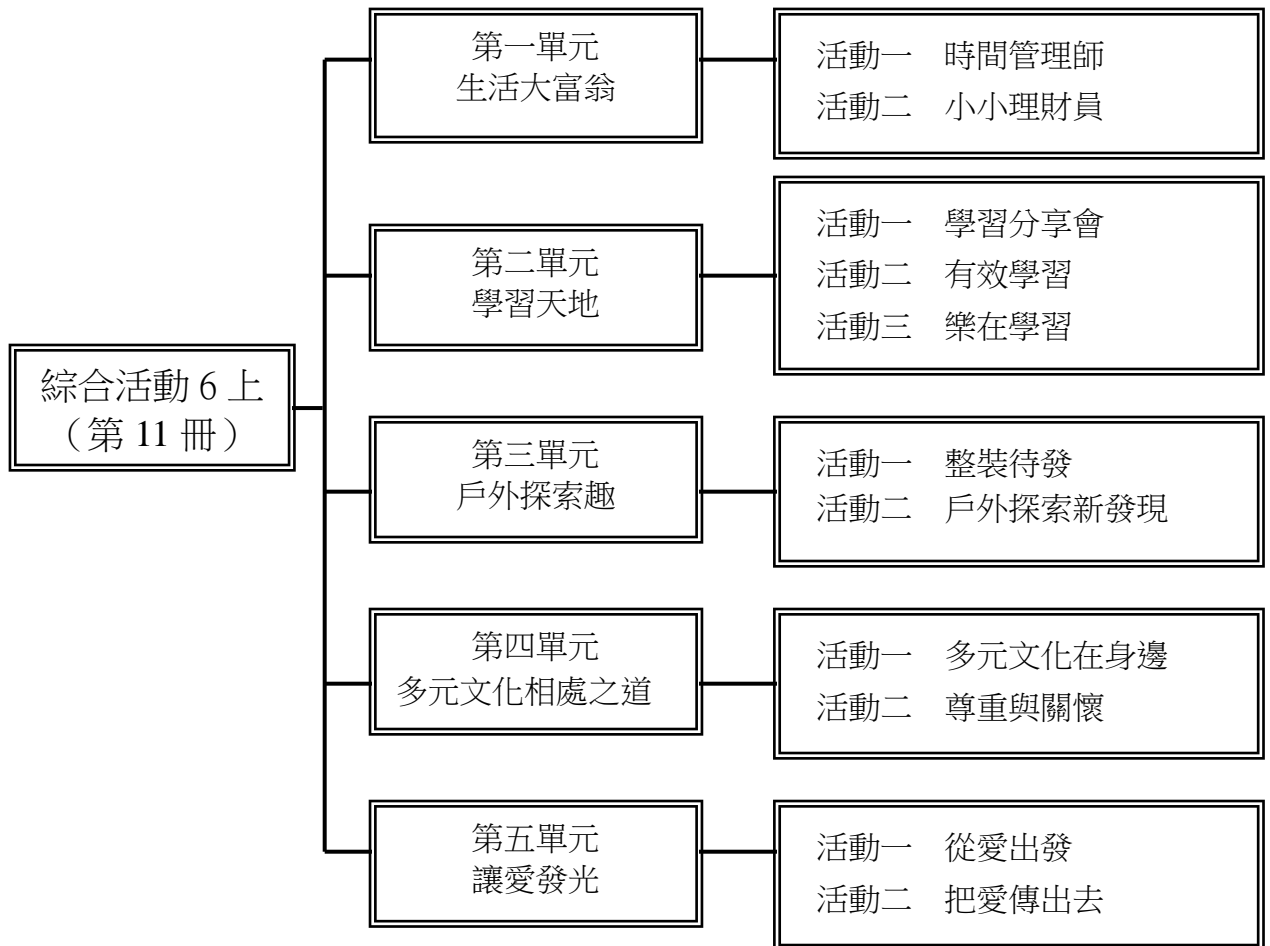 綜合活動 6 上
（第 11 冊）
第一單元
生活大富翁
活動一　時間管理師
活動二　小小理財員
第二單元
學習天地
活動一　學習分享會
活動二　有效學習
活動三　樂在學習
第三單元
戶外探索趣
活動一　整裝待發
活動二　戶外探索新發現
第四單元
多元文化相處之道
活動一　多元文化在身邊
活動二　尊重與關懷
第五單元
讓愛發光
活動一　從愛出發
活動二　把愛傳出去